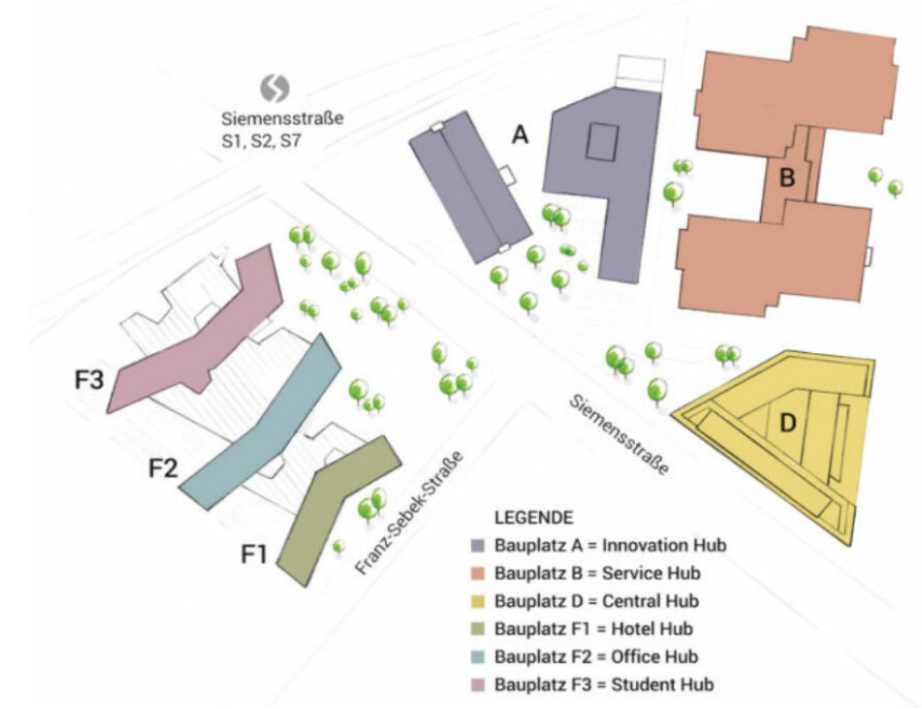 Siemensstraße
S1, S2, S7
A
B
F3
D
Siemensstraße
F2
Franz-Sebek-Straße
F1
LEGENDE
Bauplatz A = Innovation Hub
Bauplatz B = Service Hub
Bauplatz D = Central Hub
Bauplatz F1 = Hotel Hub
Bauplatz F2 = Office Hub
Bauplatz F3 = Student Hub